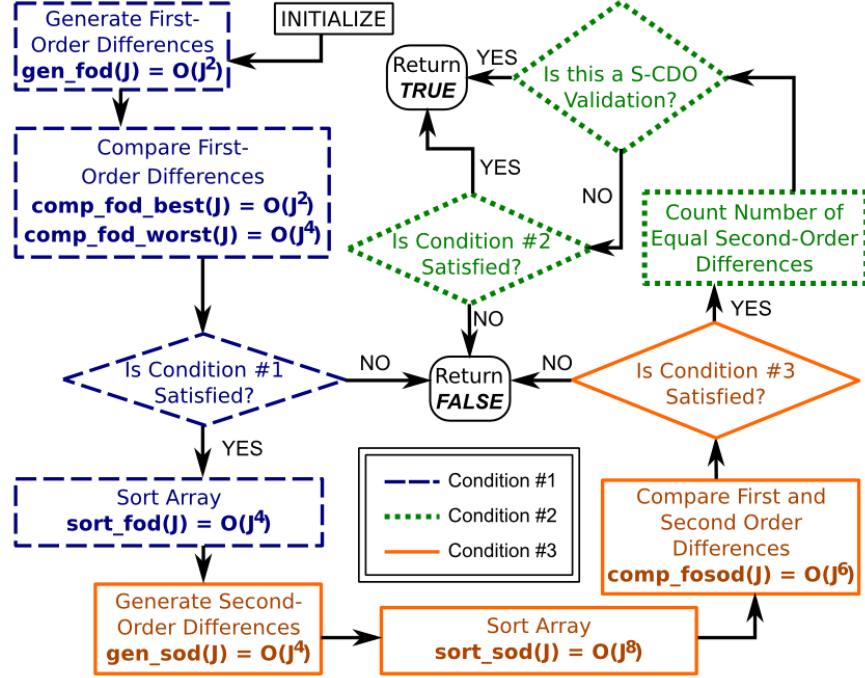 Generate First-
Order Differences
gen_fod(J) = O(J²)
INITIALIZE
Compare First-
Order Differences
comp_fod_best(J) = O(J²)
comp_fod_worst(J) = O(J⁴)
Is Condition #1
Satisfied?
NO
YES
Sort Array
sort_fod(J) = O(J⁴)
Generate Second-
Order Differences
gen_sod(J) = O(J⁴)
Sort Array
sort_sod(J) = O(J⁸)
Compare First and
Second Order
Differences
comp_fosod(J) = O(J⁶)
Is Condition #3
Satisfied?
NO
YES
Return
FALSE
Count Number of
Equal Second-Order
Differences
Is this a S-CDO
Validation?
YES
NO
Return
TRUE
Is Condition #2
Satisfied?
YES
NO
Condition #1
Condition #2
Condition #3